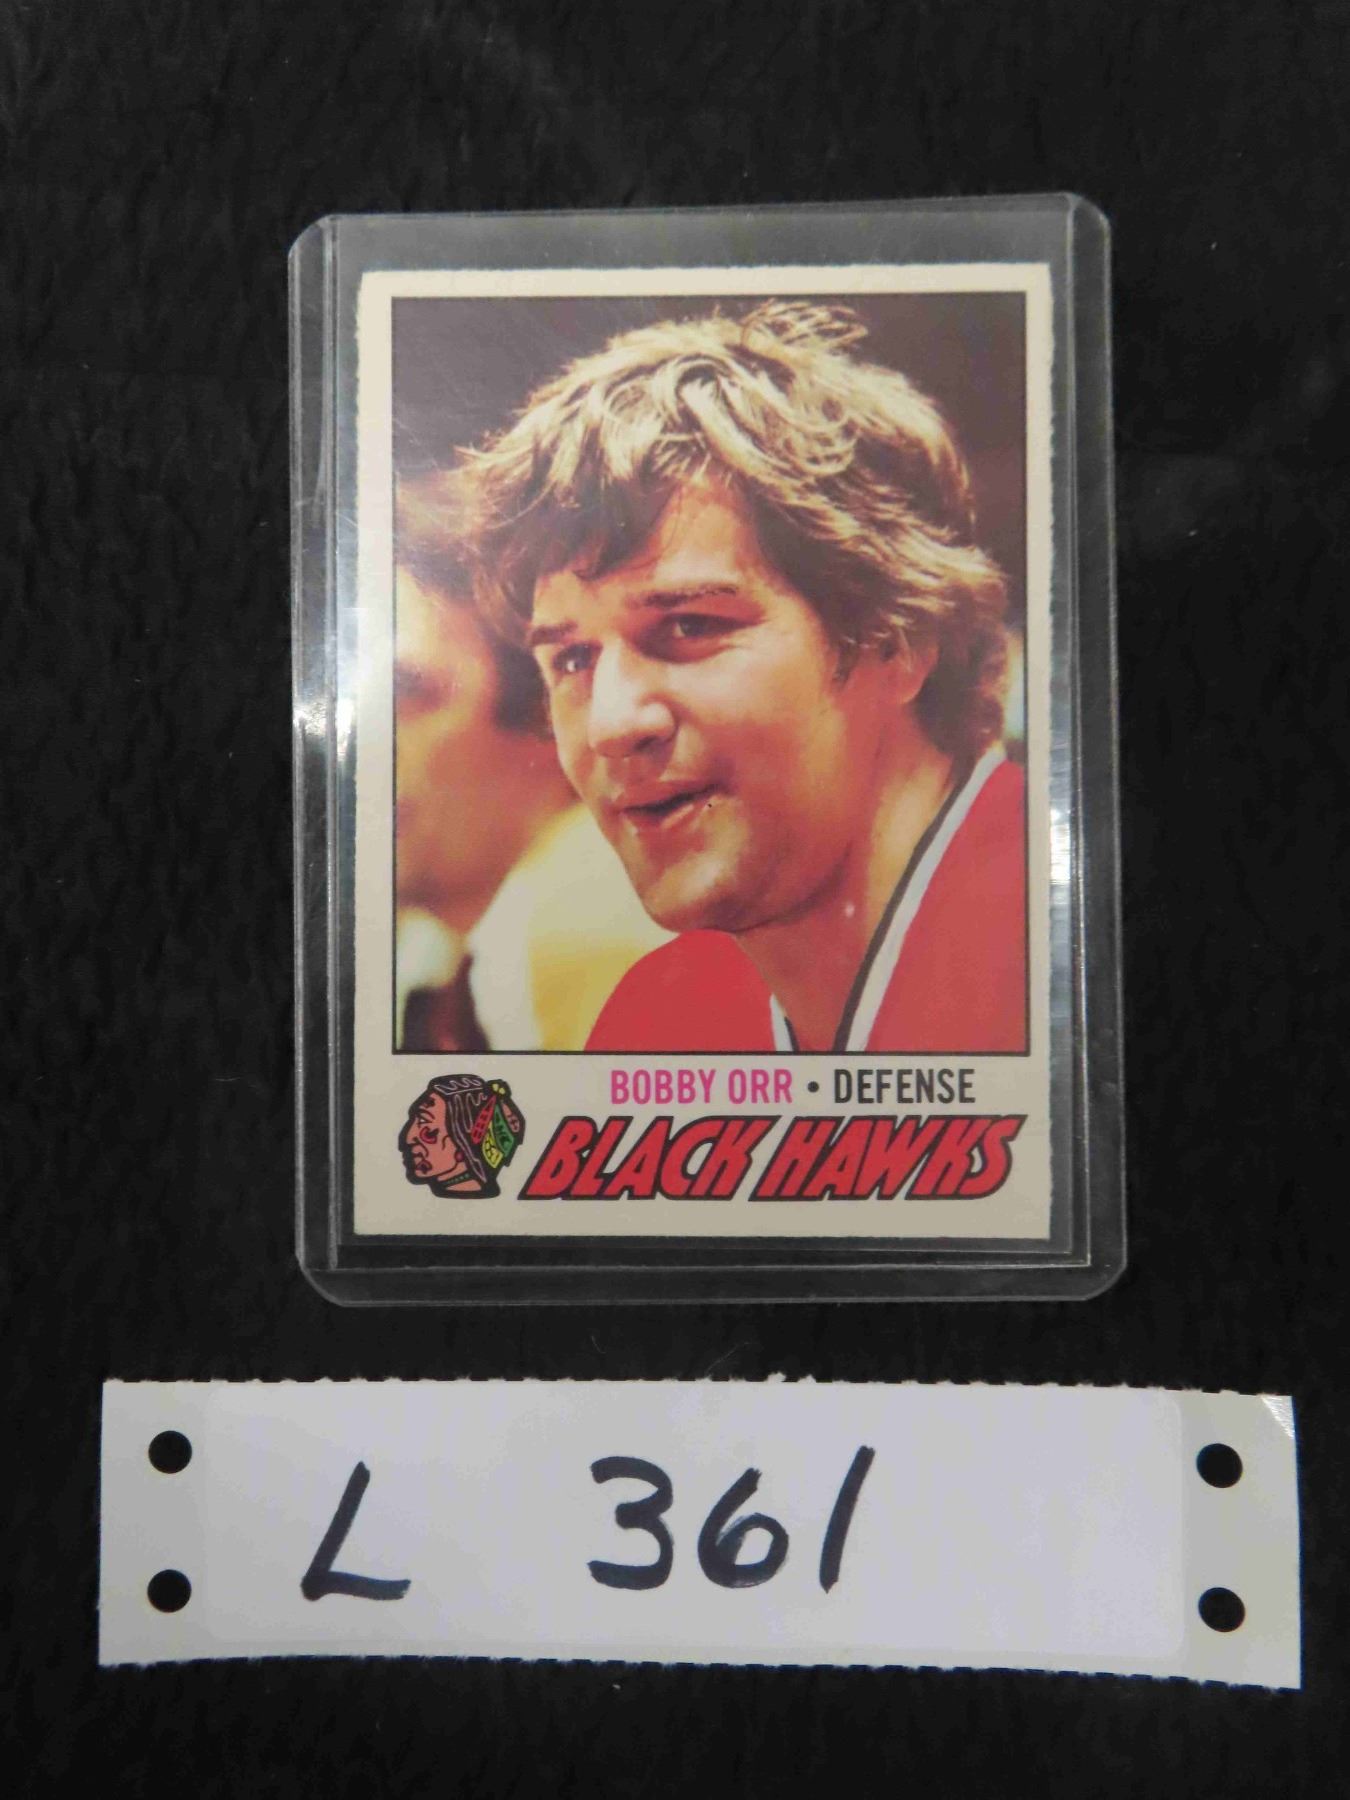 BOBBY ORR • DEFENSE
BLACK HAWKS
L 361